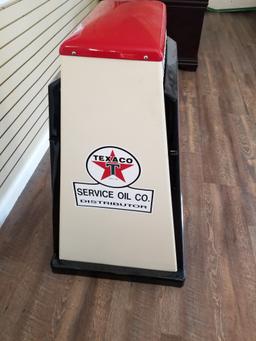 TEXACO
T
SERVICE OIL CO.
DISTRIBUTOR